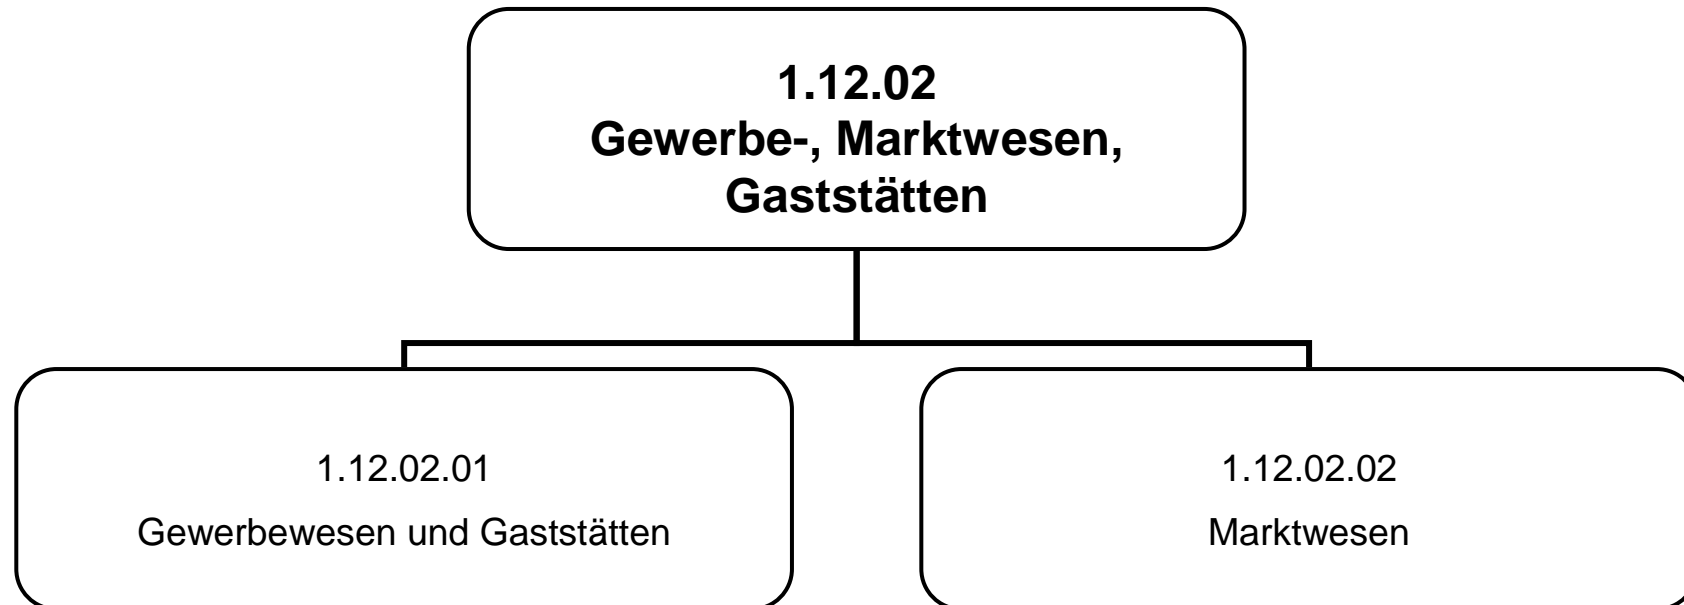 1.12.02
Gewerbe-, Marktwesen,
Gaststätten
1.12.02.01
Gewerbewesen und Gaststätten
1.12.02.02
Marktwesen